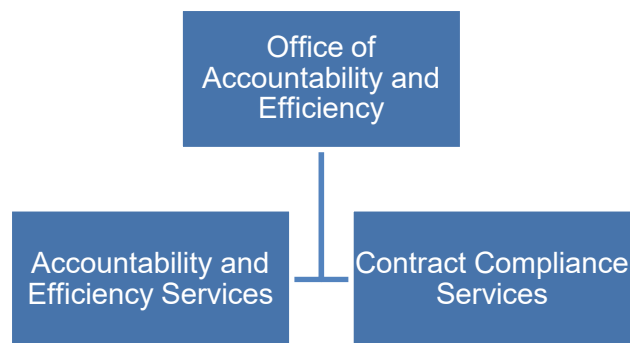 Office of
Accountability and
Efficiency
Accountability and
Efficiency Services
Contract Compliance
Services